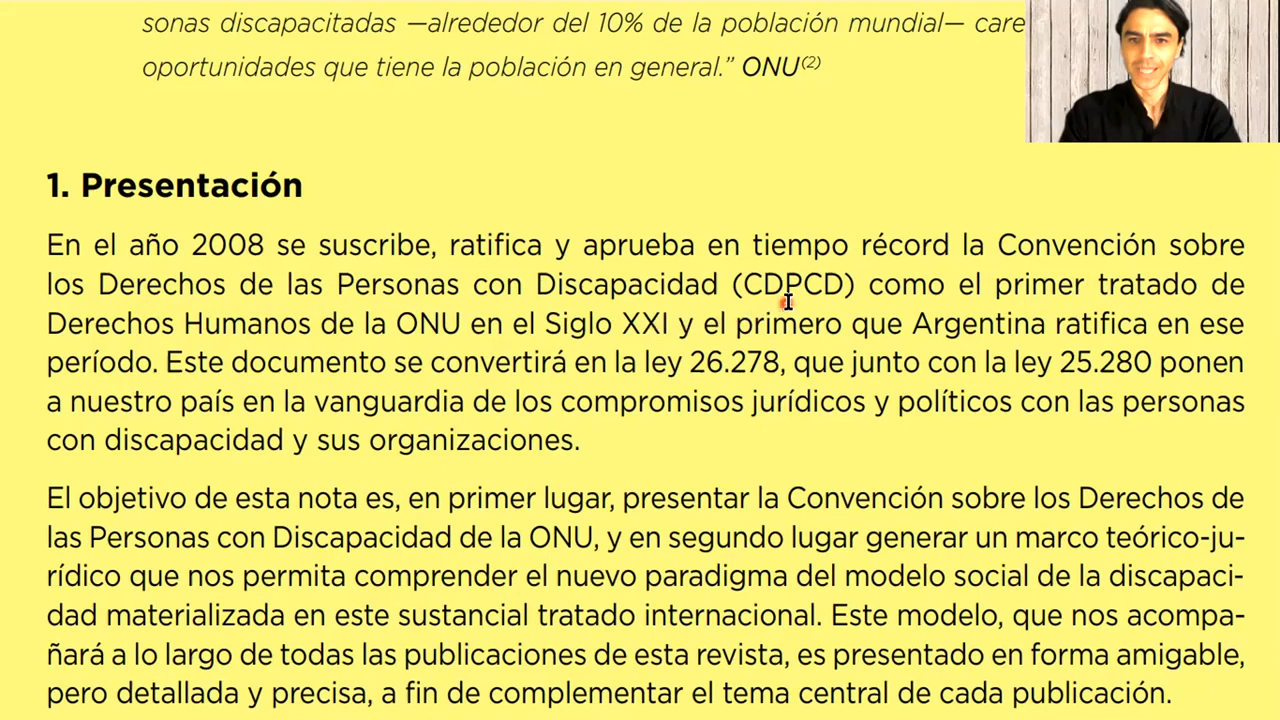 sonas discapacitadas —alrededor del 10% de la población mundial— care
oportunidades que tiene la población en general.” ONU(2)
1. Presentación
En el año 2008 se suscribe, ratifica y aprueba en tiempo récord la Convención sobre
los Derechos de las Personas con Discapacidad (CDPCD) como el primer tratado de
Derechos Humanos de la ONU en el Siglo XXI y el primero que Argentina ratifica en ese
período. Este documento se convertirá en la ley 26.278, que junto con la ley 25.280 ponen
a nuestro país en la vanguardia de los compromisos jurídicos y políticos con las personas
con discapacidad y sus organizaciones.
El objetivo de esta nota es, en primer lugar, presentar la Convención sobre los Derechos de
las Personas con Discapacidad de la ONU, y en segundo lugar generar un marco teórico-ju-
rídico que nos permita comprender el nuevo paradigma del modelo social de la discapaci-
dad materializada en este sustancial tratado internacional. Este modelo, que nos acompa-
ñará a lo largo de todas las publicaciones de esta revista, es presentado en forma amigable,
pero detallada y precisa, a fin de complementar el tema central de cada publicación.